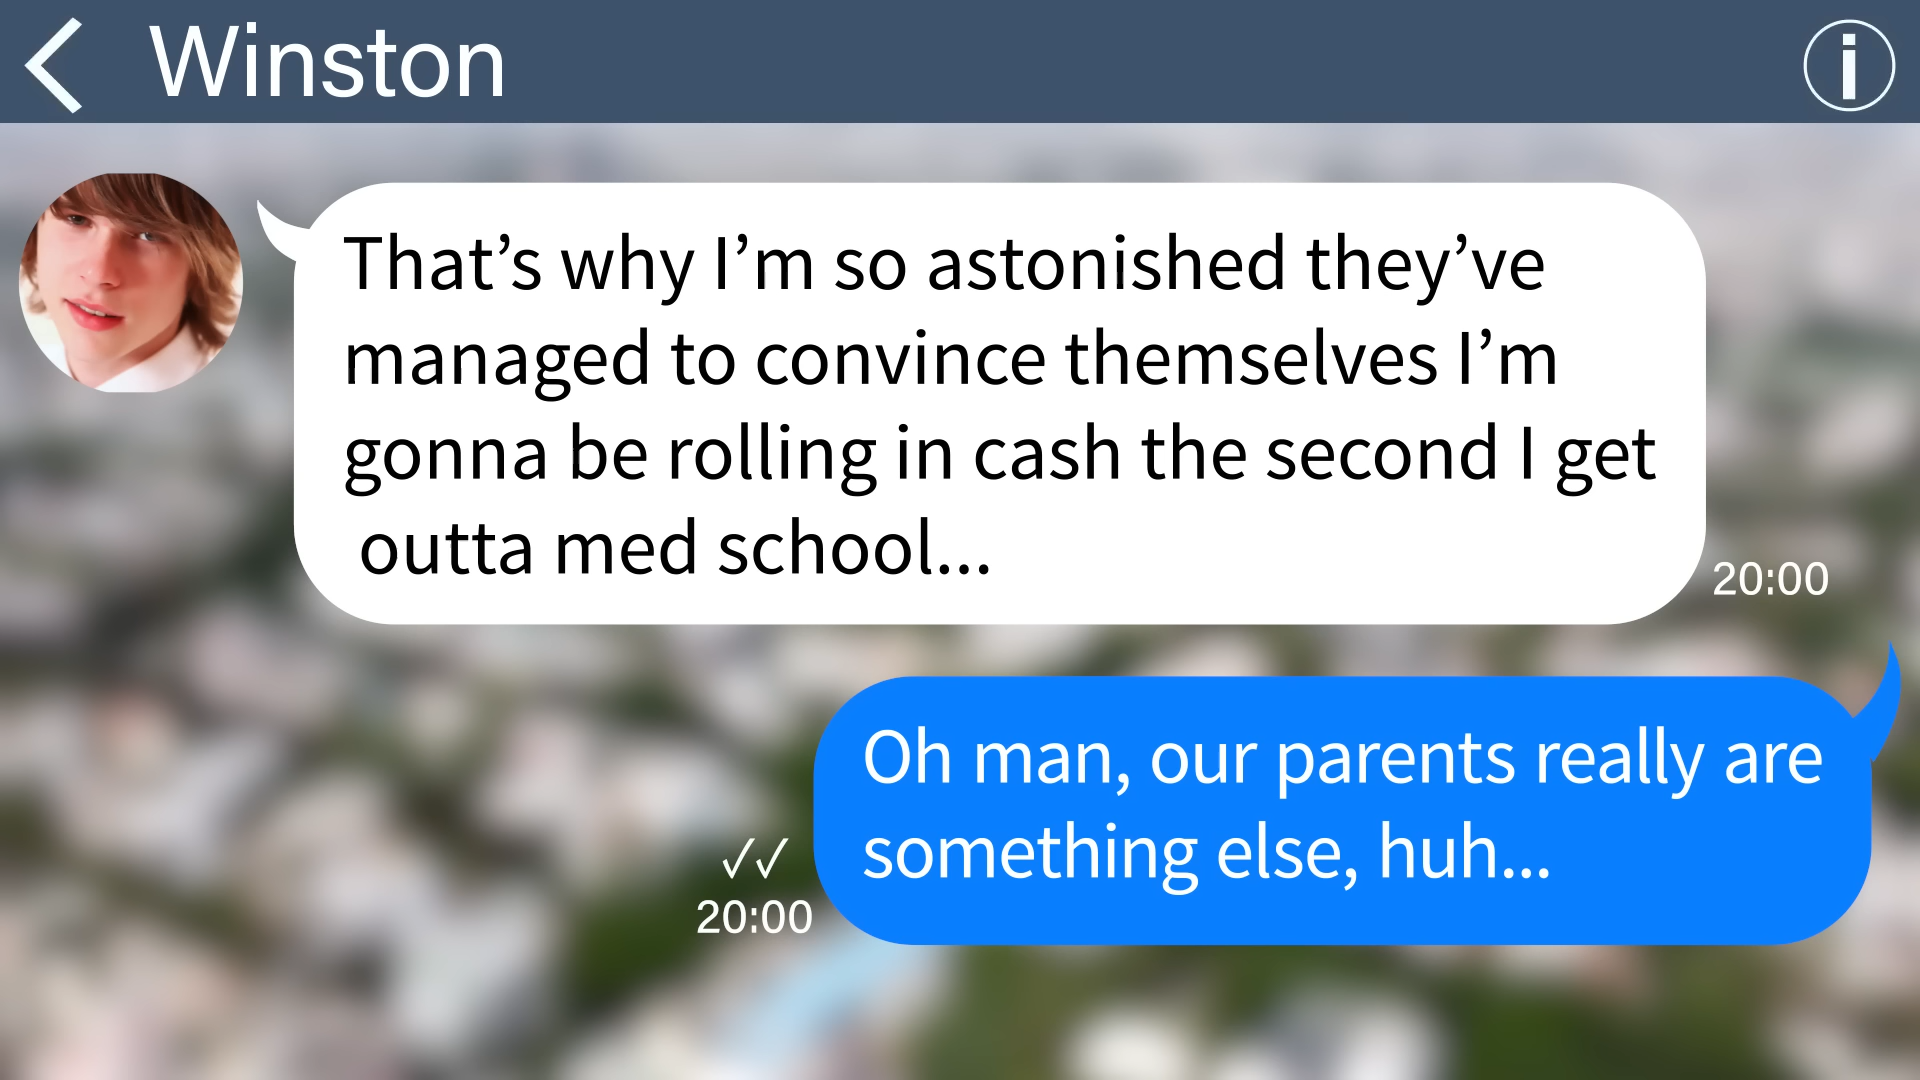 Winston
That’s why I’m so astonished they’ve
managed to convince themselves I’m
gonna be rolling in cash the second I get
outta med school...
20:00
Oh man, our parents really are
something else, huh...
✓✓
20:00